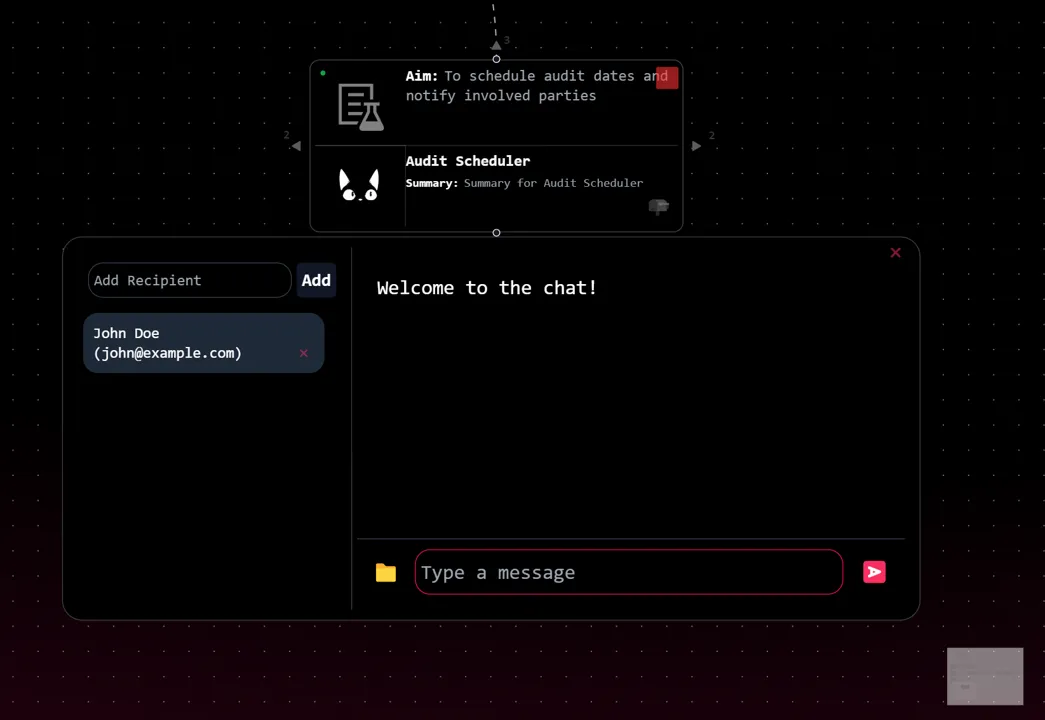 3
Aim: To schedule audit dates and
notify involved parties
2
2
Audit Scheduler
Summary: Summary for Audit Scheduler
Add Recipient
Add
Welcome to the chat!
John Doe
(john@example.com)
Type a message